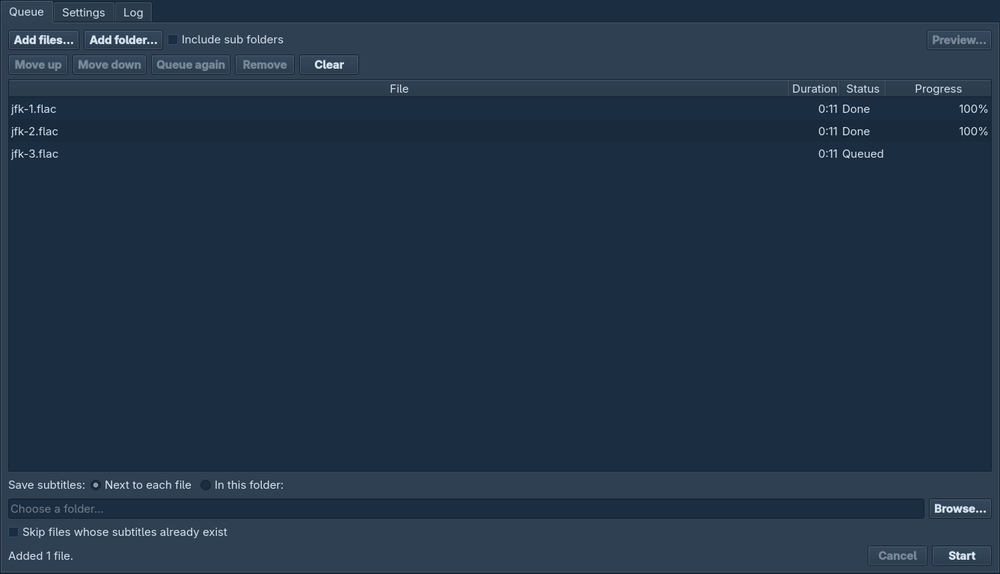 Queue Settings Log
Add files... Add folder... Include sub folders Preview...
Move up Move down Queue again Remove Clear
File Duration Status Progress
jfk-1.flac 0:11 Done 100%
jfk-2.flac 0:11 Done 100%
jfk-3.flac 0:11 Queued
Save subtitles: Next to each file In this folder:
Choose a folder... Browse...
Skip files whose subtitles already exist
Added 1 file. Cancel Start